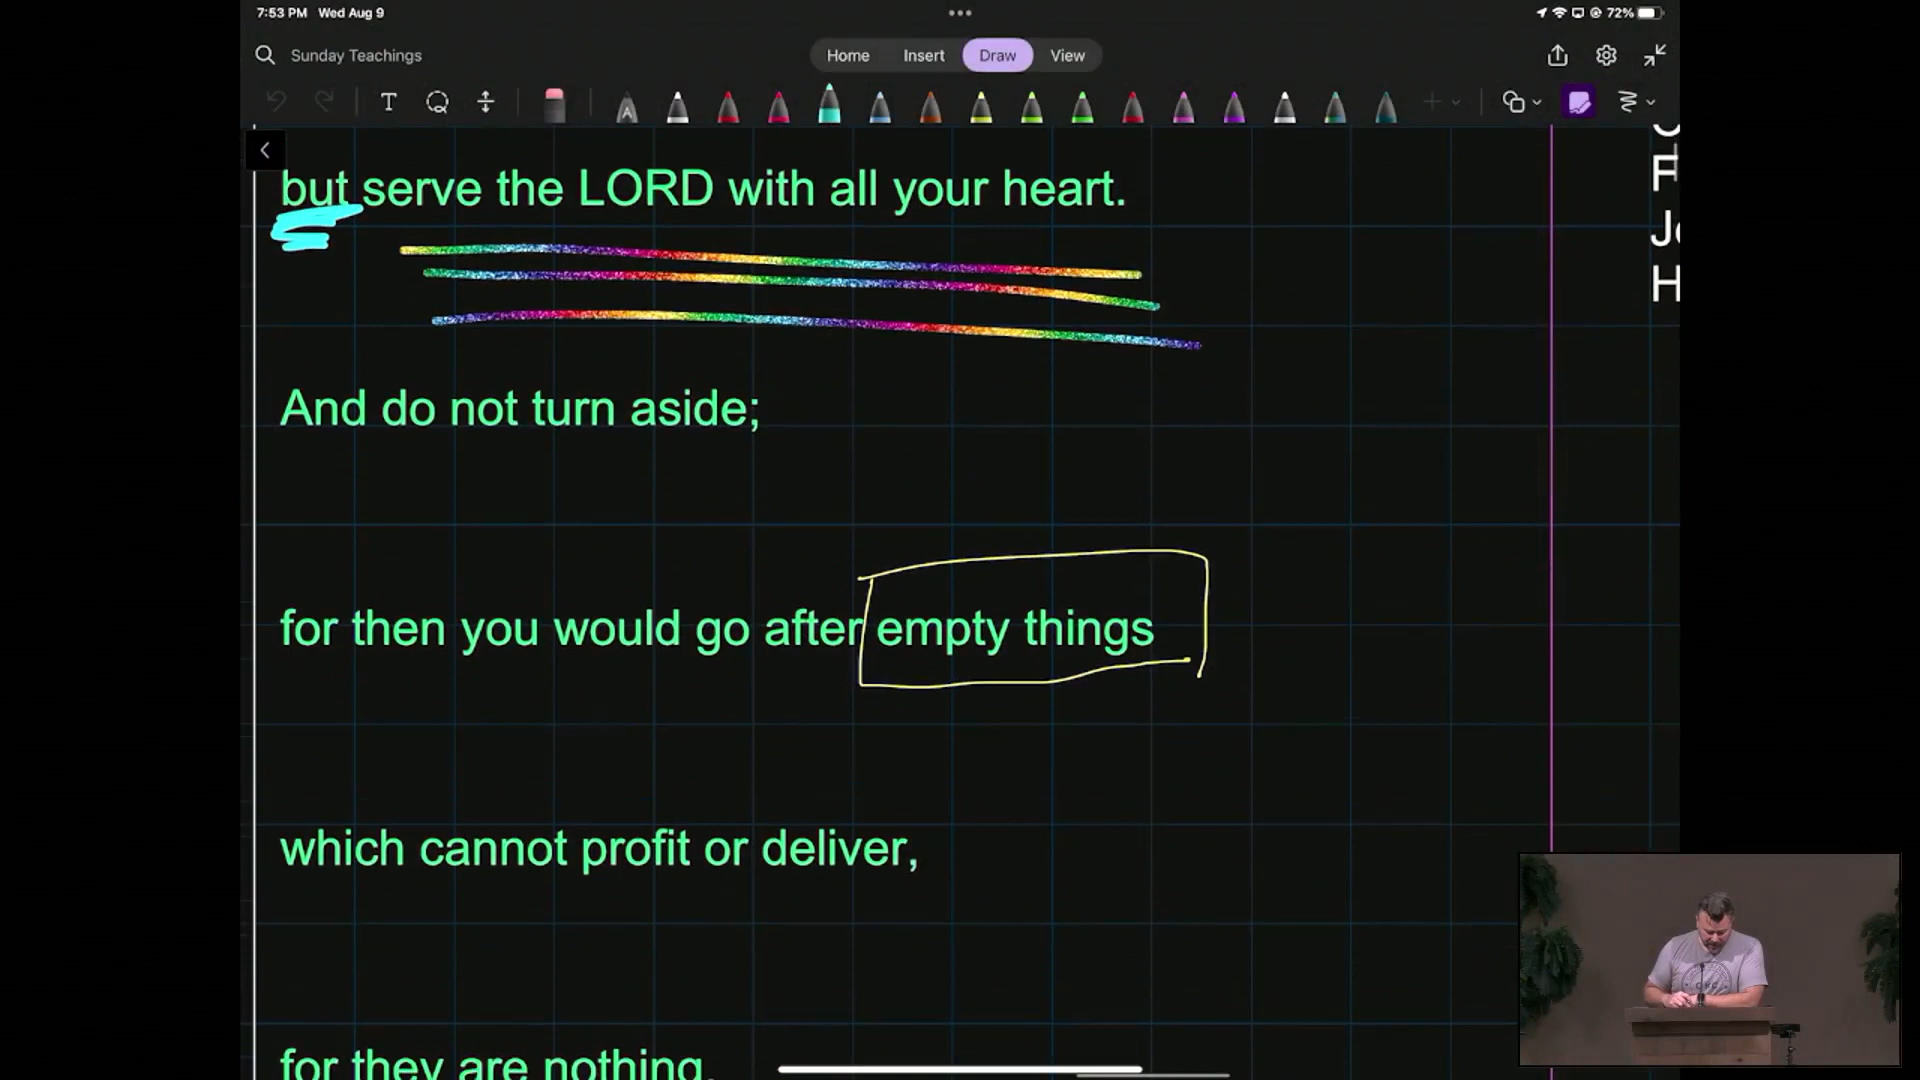 7:53 PM Wed Aug 9
72%
Sunday Teachings
Home Insert Draw View
but serve the LORD with all your heart.
And do not turn aside;
for then you would go after empty things
which cannot profit or deliver,
for they are nothing.